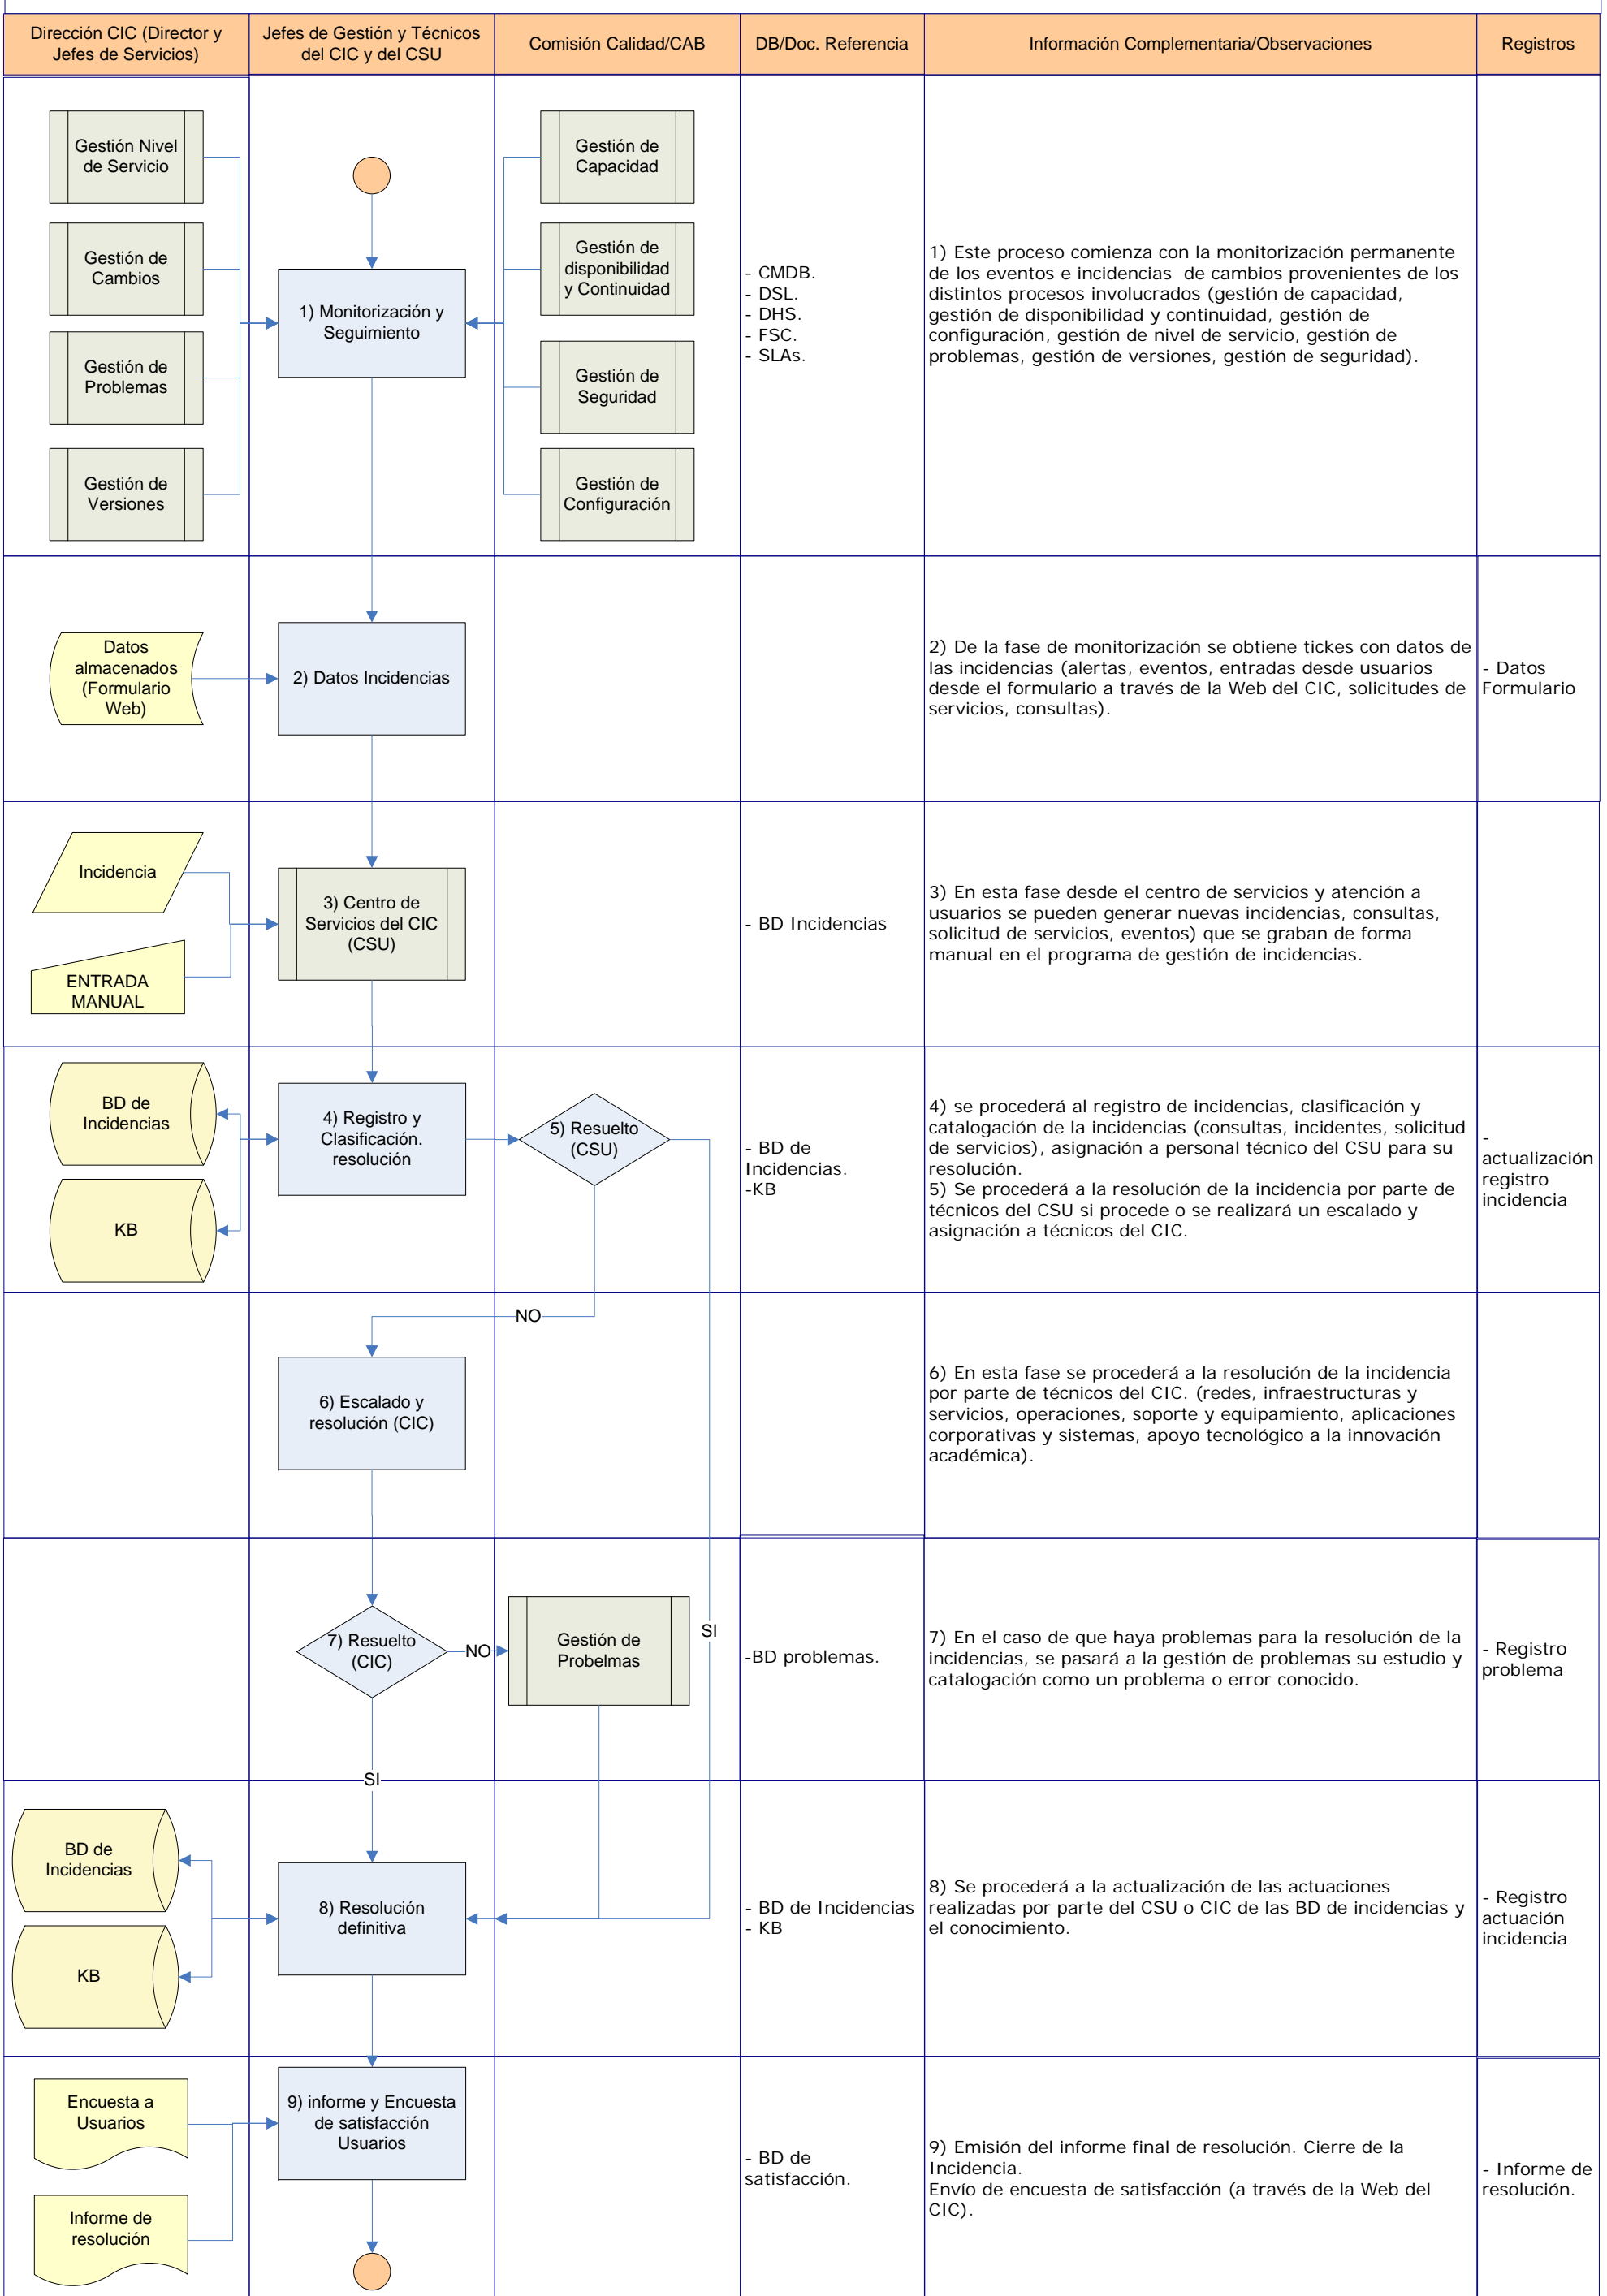 Dirección CIC (Director y
Jefes de Servicios)
Jefes de Gestión y Técnicos
del CIC y del CSU
Comisión Calidad/CAB
DB/Doc. Referencia
Información Complementaria/Observaciones
Registros
Gestión Nivel
de Servicio
Gestión de
Cambios
Gestión de
Problemas
Gestión de
Versiones
1) Monitorización y
Seguimiento
Gestión de
Capacidad
Gestión de
disponibilidad
y Continuidad
Gestión de
Seguridad
Gestión de
Configuración
- CMDB.
- DSL.
- DHS.
- FSC.
- SLAs.
1) Este proceso comienza con la monitorización permanente
de los eventos e incidencias  de cambios provenientes de los
distintos procesos involucrados (gestión de capacidad,
gestión de disponibilidad y continuidad, gestión de
configuración, gestión de nivel de servicio, gestión de
problemas, gestión de versiones, gestión de seguridad).
Datos
almacenados
(Formulario
Web)
2) Datos Incidencias
2) De la fase de monitorización se obtiene tickes con datos de
las incidencias (alertas, eventos, entradas desde usuarios
desde el formulario a través de la Web del CIC, solicitudes de
servicios, consultas).
- Datos
Formulario
Incidencia
ENTRADA
MANUAL
3) Centro de
Servicios del CIC
(CSU)
- BD Incidencias
3) En esta fase desde el centro de servicios y atención a
usuarios se pueden generar nuevas incidencias, consultas,
solicitud de servicios, eventos) que se graban de forma
manual en el programa de gestión de incidencias.
BD de
Incidencias
KB
4) Registro y
Clasificación.
resolución
5) Resuelto
(CSU)
- BD de
Incidencias.
-KB
4) se procederá al registro de incidencias, clasificación y
catalogación de la incidencias (consultas, incidentes, solicitud
de servicios), asignación a personal técnico del CSU para su
resolución.
5) Se procederá a la resolución de la incidencia por parte de
técnicos del CSU si procede o se realizará un escalado y
asignación a técnicos del CIC.
-
actualización
registro
incidencia
NO
6) Escalado y
resolución (CIC)
6) En esta fase se procederá a la resolución de la incidencia
por parte de técnicos del CIC. (redes, infraestructuras y
servicios, operaciones, soporte y equipamiento, aplicaciones
corporativas y sistemas, apoyo tecnológico a la innovación
académica).
7) Resuelto
(CIC)
NO
Gestión de
Probelmas
SI
-BD problemas.
7) En el caso de que haya problemas para la resolución de la
incidencias, se pasará a la gestión de problemas su estudio y
catalogación como un problema o error conocido.
- Registro
problema
SI
BD de
Incidencias
KB
8) Resolución
definitiva
- BD de Incidencias
- KB
8) Se procederá a la actualización de las actuaciones
realizadas por parte del CSU o CIC de las BD de incidencias y
el conocimiento.
- Registro
actuación
incidencia
Encuesta a
Usuarios
Informe de
resolución
9) informe y Encuesta
de satisfacción
Usuarios
- BD de
satisfacción.
9) Emisión del informe final de resolución. Cierre de la
Incidencia.
Envío de encuesta de satisfacción (a través de la Web del
CIC).
- Informe de
resolución.